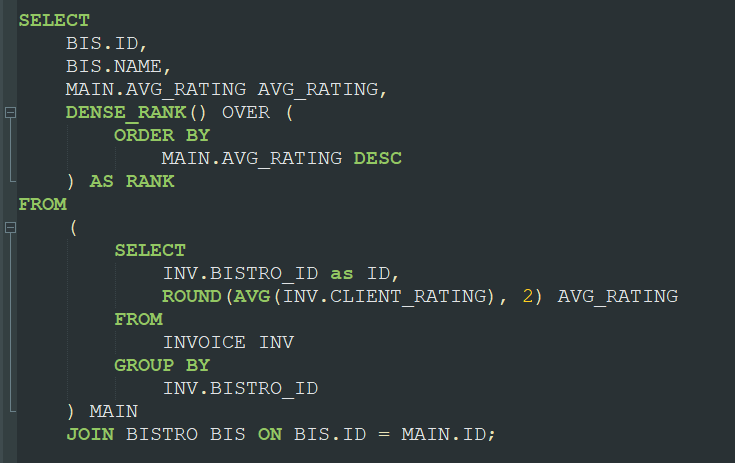 SELECT
BIS.ID,
BIS.NAME,
MAIN.AVG_RATING AVG_RATING,
DENSE_RANK() OVER (
ORDER BY
MAIN.AVG_RATING DESC
) AS RANK
FROM
(
SELECT
INV.BISTRO_ID as ID,
ROUND(AVG(INV.CLIENT_RATING), 2) AVG_RATING
FROM
INVOICE INV
GROUP BY
INV.BISTRO_ID
) MAIN
JOIN BISTRO BIS ON BIS.ID = MAIN.ID;